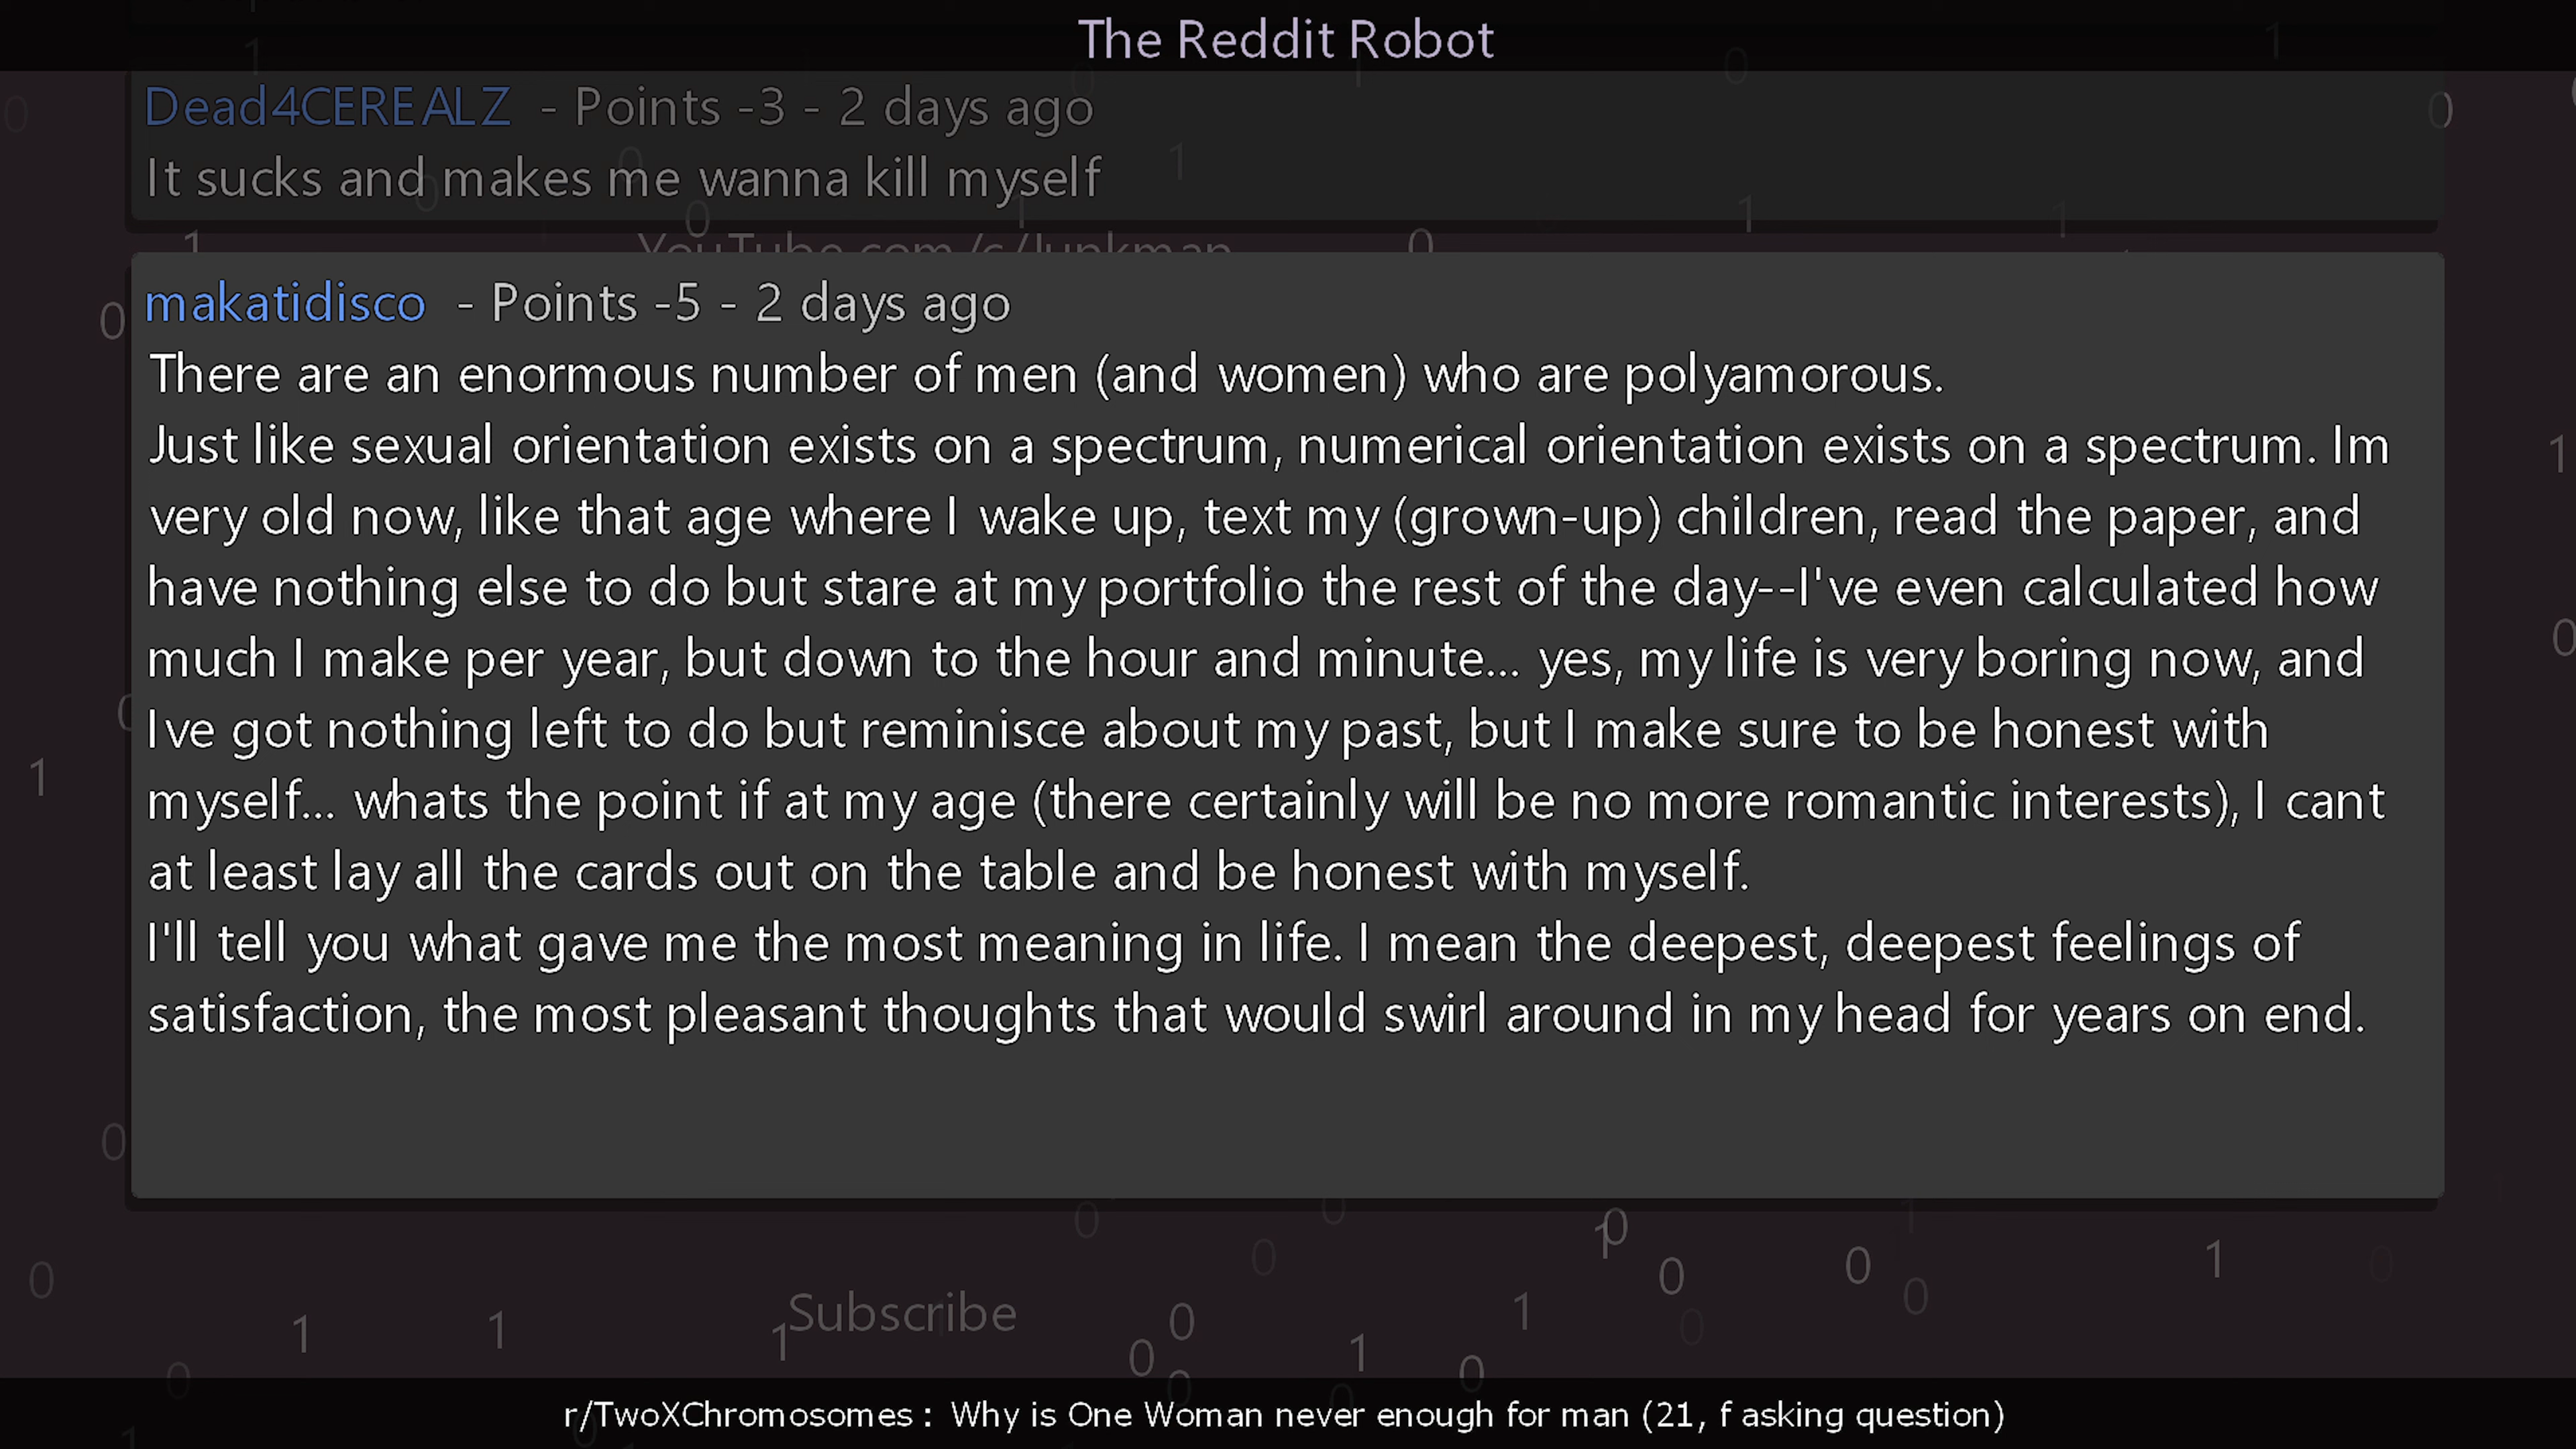 The Reddit Robot
Dead4CEREALZ - Points -3 - 2 days ago
It sucks and makes me wanna kill myself
YouTube.com/c/Junkman
makatidisco - Points -5 - 2 days ago
There are an enormous number of men (and women) who are polyamorous.
Just like sexual orientation exists on a spectrum, numerical orientation exists on a spectrum. Im
very old now, like that age where I wake up, text my (grown-up) children, read the paper, and
have nothing else to do but stare at my portfolio the rest of the day--I've even calculated how
much I make per year, but down to the hour and minute... yes, my life is very boring now, and
Ive got nothing left to do but reminisce about my past, but I make sure to be honest with
myself... whats the point if at my age (there certainly will be no more romantic interests), I cant
at least lay all the cards out on the table and be honest with myself.
I'll tell you what gave me the most meaning in life. I mean the deepest, deepest feelings of
satisfaction, the most pleasant thoughts that would swirl around in my head for years on end.
Subscribe
r/TwoXChromosomes : Why is One Woman never enough for man (21, f asking question)